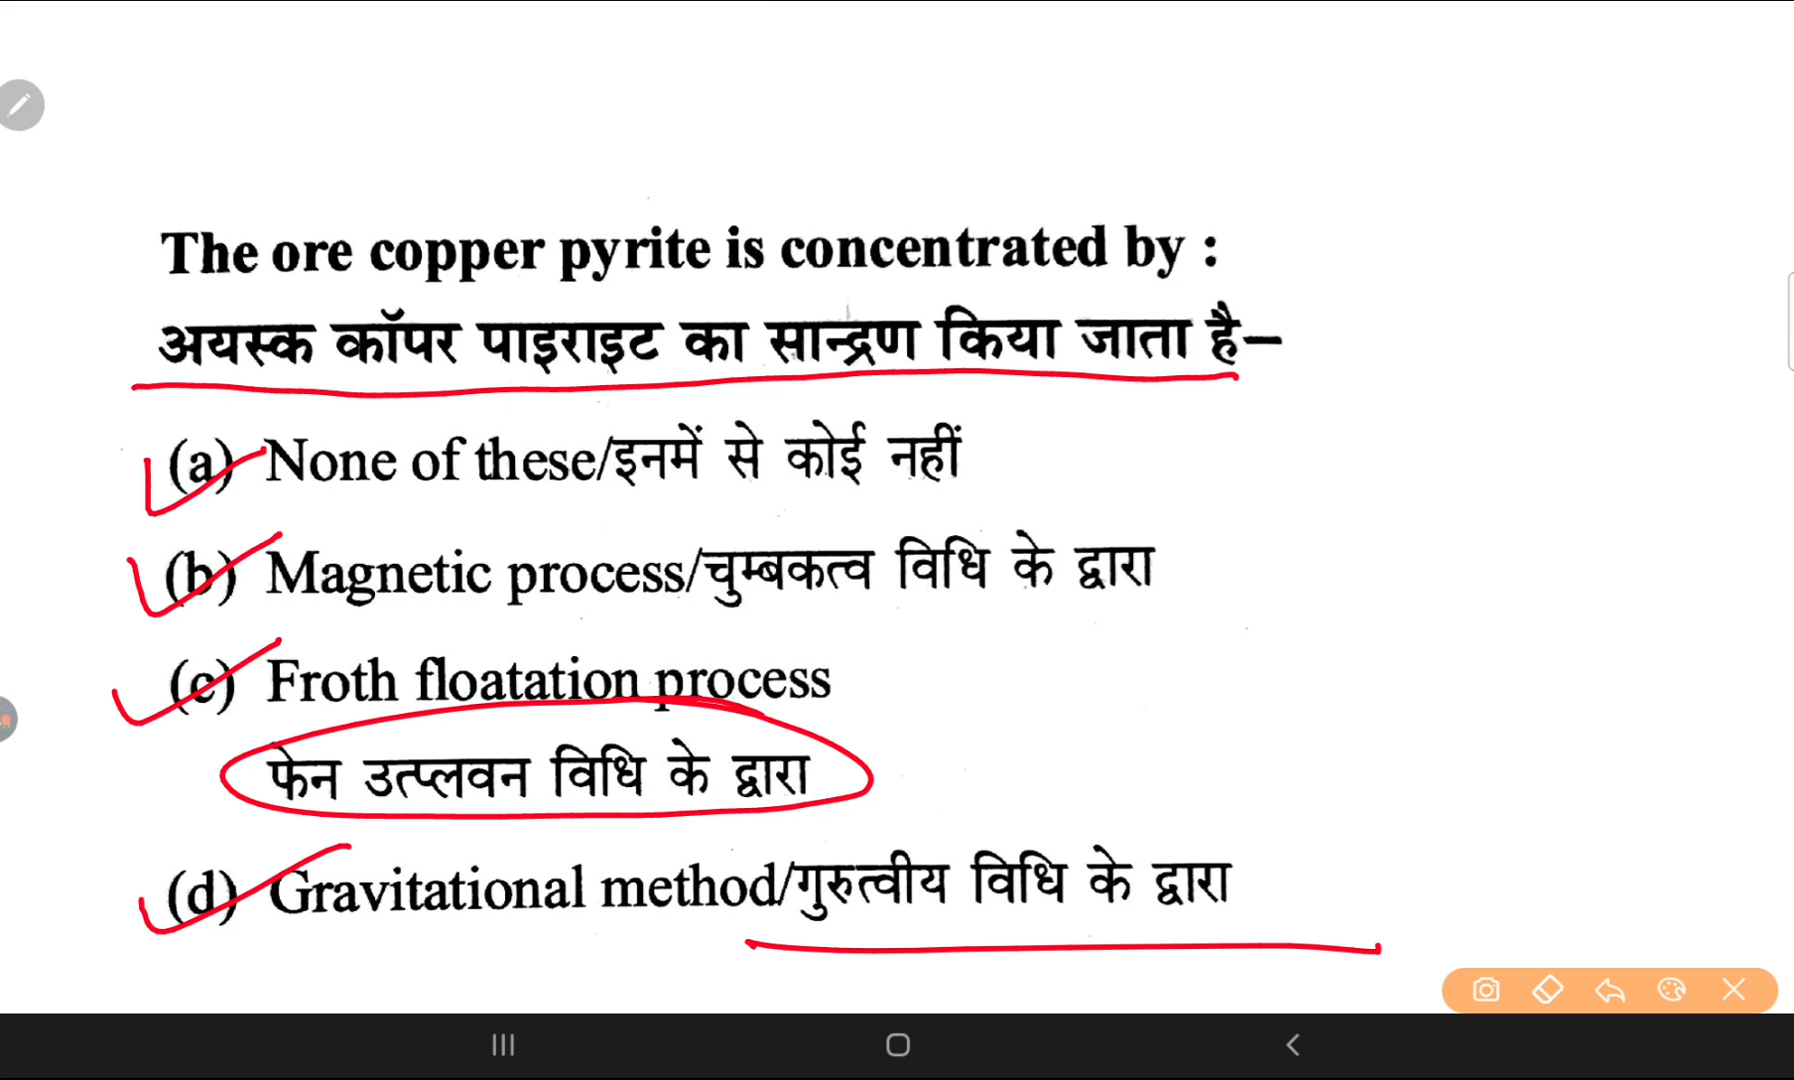 The ore copper pyrite is concentrated by :
अयस्क कॉपर पाइराइट का सान्द्रण किया जाता है–
(a) None of these/इनमें से कोई नहीं
(b) Magnetic process/चुम्बकत्व विधि के द्वारा
(c) Froth floatation process
फेन उत्प्लवन विधि के द्वारा
(d) Gravitational method/गुरुत्वीय विधि के द्वारा